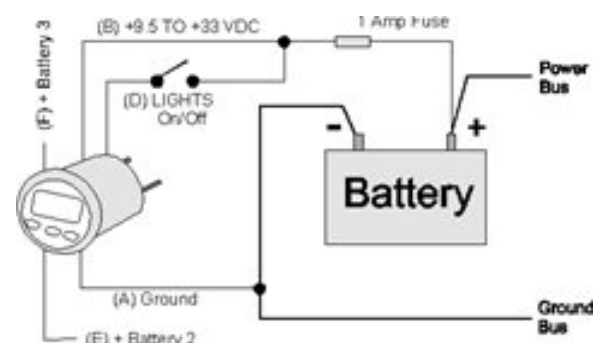 (B) +9.5 TO +33 VDC
1 Amp Fuse
(F) + Battery 3
(D) LIGHTS
On/Off
Power
Bus
- +
Battery
(A) Ground
Ground
Bus
(E) + Battery 2